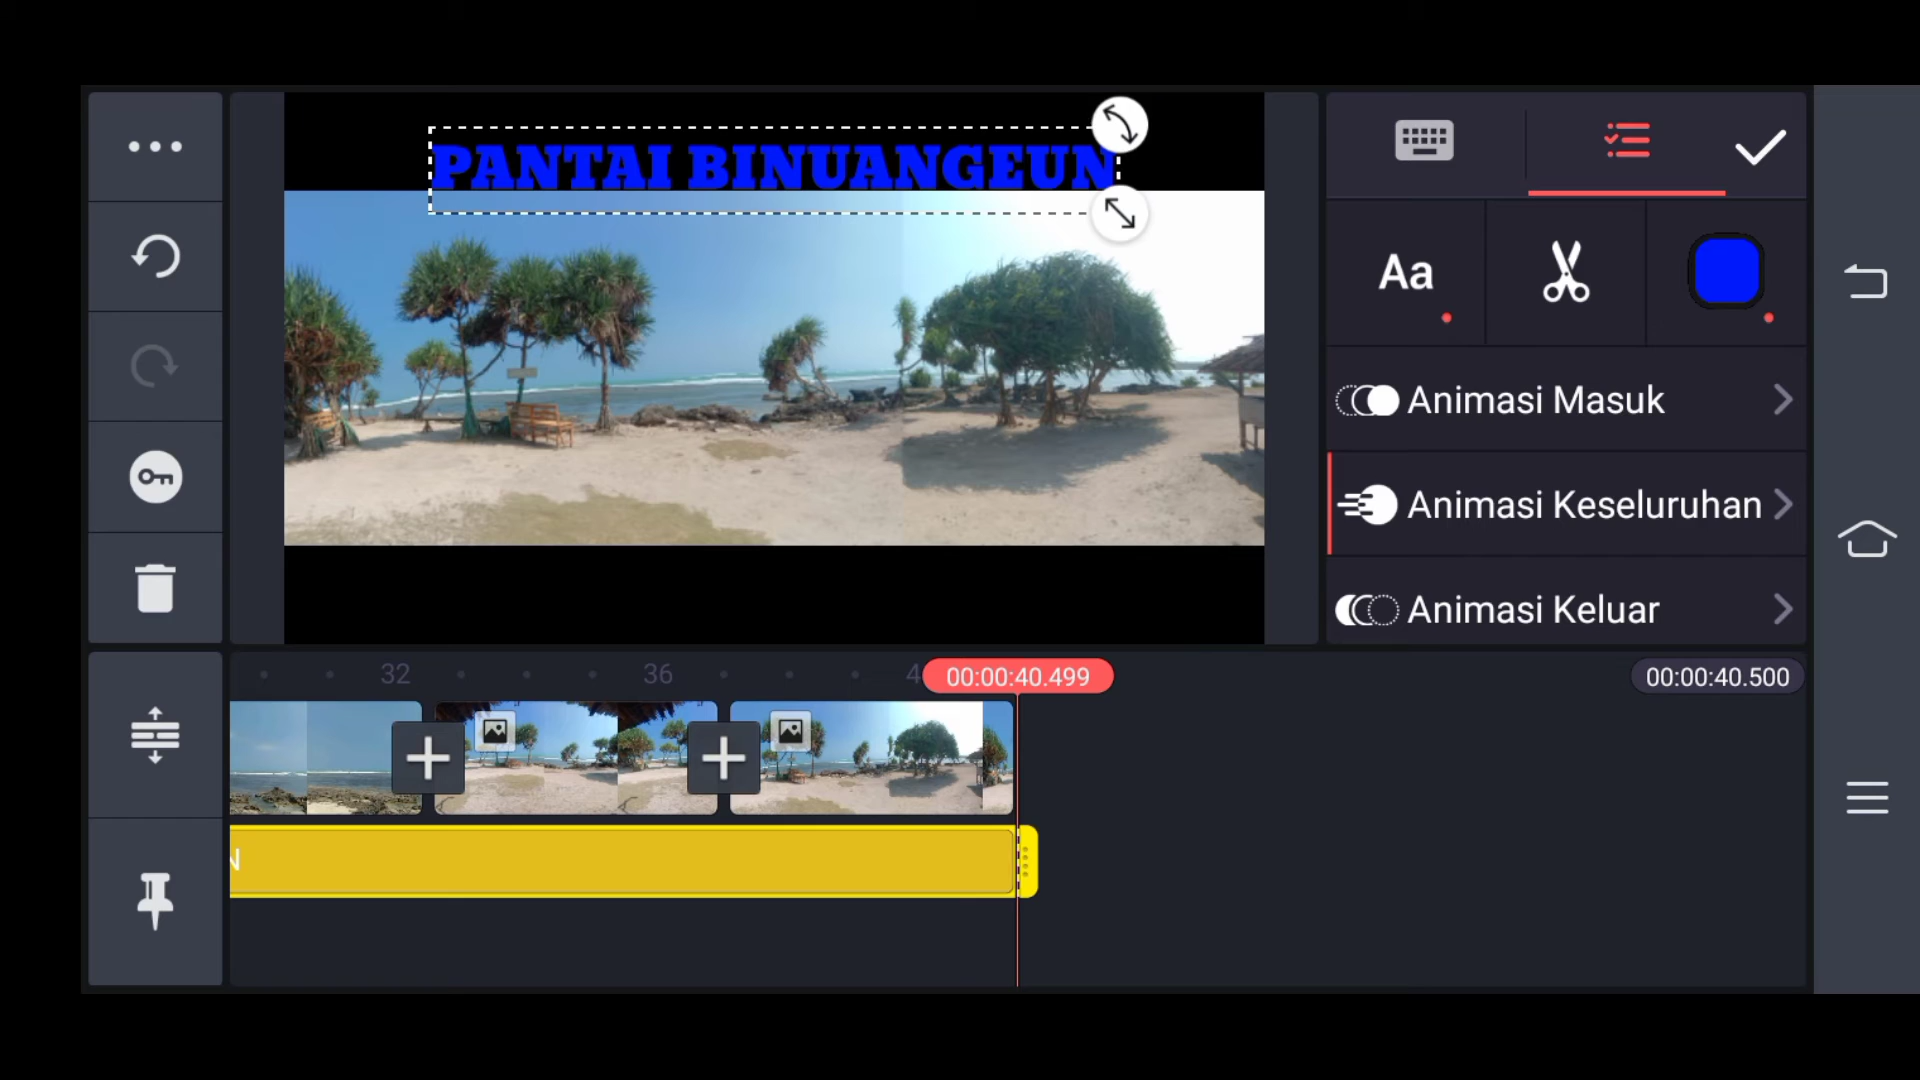 PANTAI BINUANGEUN
Aa
Animasi Masuk
Animasi Keseluruhan
Animasi Keluar
32
36
4
00:00:40.499
00:00:40.500
N